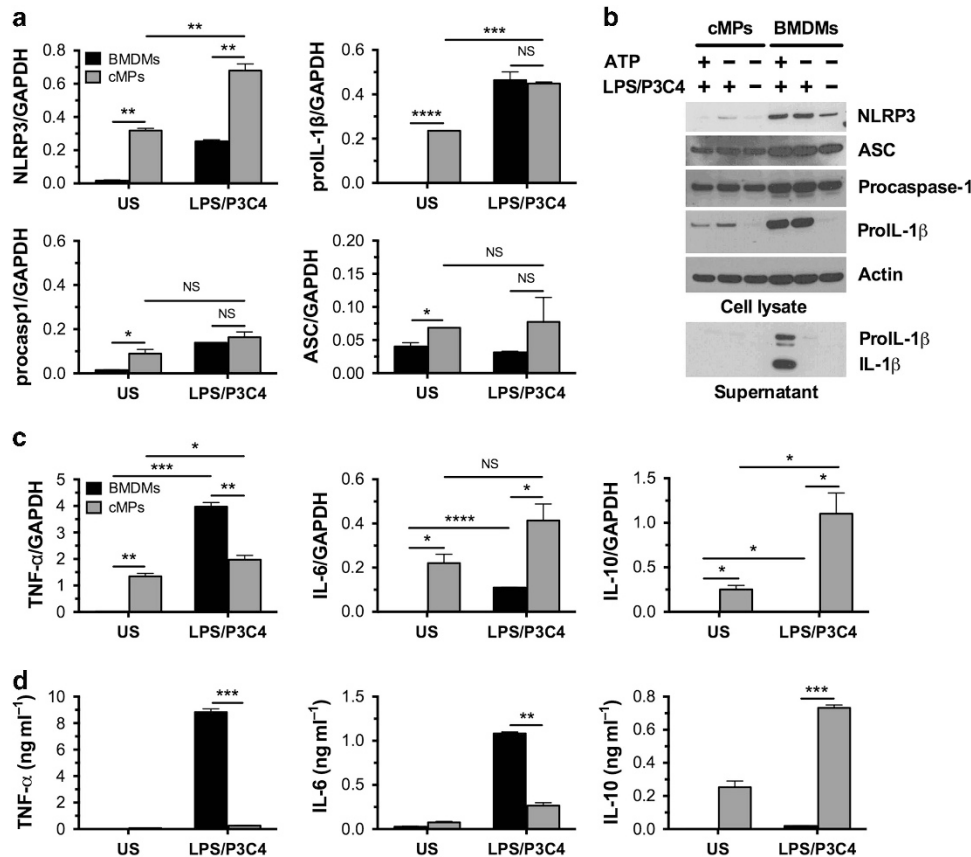 a
**
**
**
NLRP3/GAPDH
0.8
0.6
0.4
0.2
0.0
BMDMs
cMPs
US
LPS/P3C4
***
NS
****
proIL-1β/GAPDH
0.6
0.4
0.2
0.0
US
LPS/P3C4
NS
NS
*
procasp1/GAPDH
0.6
0.4
0.2
0.0
US
LPS/P3C4
NS
NS
*
ASC/GAPDH
0.20
0.15
0.10
0.05
0.00
US
LPS/P3C4
b
cMPs BMDMs
ATP + − − + − −
LPS/P3C4 + + − + + −
NLRP3
ASC
Procaspase-1
ProIL-1β
Actin
Cell lysate
ProIL-1β
IL-1β
Supernatant
c
*
***
**
**
TNF-α/GAPDH
5
4
3
2
1
0
BMDMs
cMPs
US
LPS/P3C4
NS
*
****
*
IL-6/GAPDH
0.6
0.4
0.2
0.0
US
LPS/P3C4
*
*
*
*
IL-10/GAPDH
1.5
1.0
0.5
0.0
US
LPS/P3C4
d
***
TNF-α (ng ml−1)
10
8
6
4
2
0
US
LPS/P3C4
**
IL-6 (ng ml−1)
1.5
1.0
0.5
0.0
US
LPS/P3C4
***
IL-10 (ng ml−1)
0.8
0.6
0.4
0.2
0.0
US
LPS/P3C4